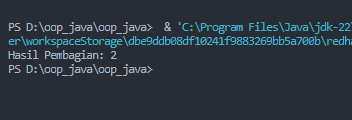 PS D:\oop_java\oop_java>  & 'C:\Program Files\Java\jdk-22
er\workspaceStorage\dbe9ddb08df10241f9883269bb5a700b\redha
Hasil Pembagian: 2
PS D:\oop_java\oop_java>